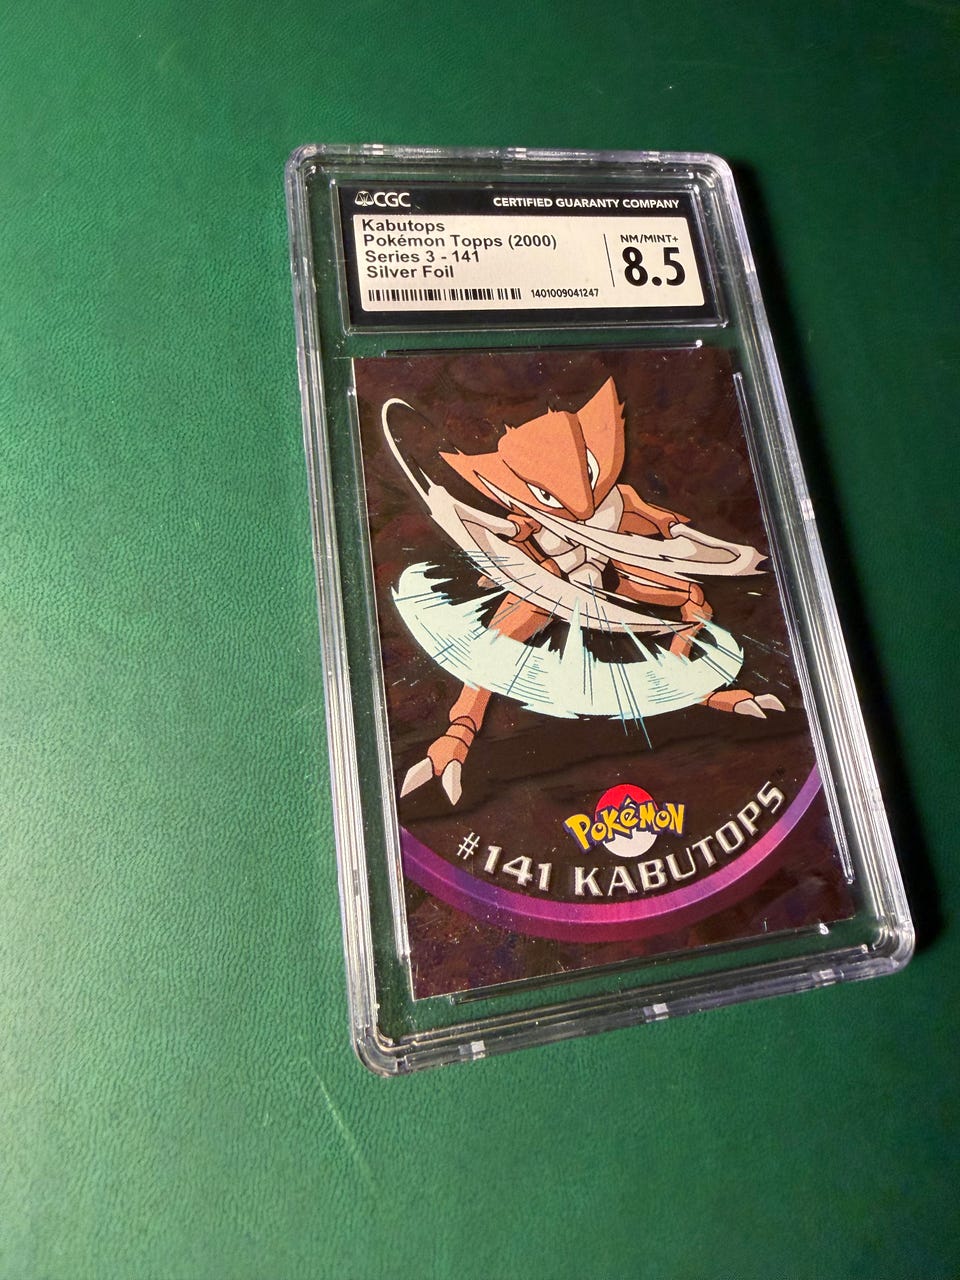 CGC
CERTIFIED GUARANTY COMPANY
Kabutops
Pokémon Topps (2000)
Series 3 - 141
Silver Foil
NM/MINT+
8.5
1401009041247
POKéMON
#141 KABUTOPS